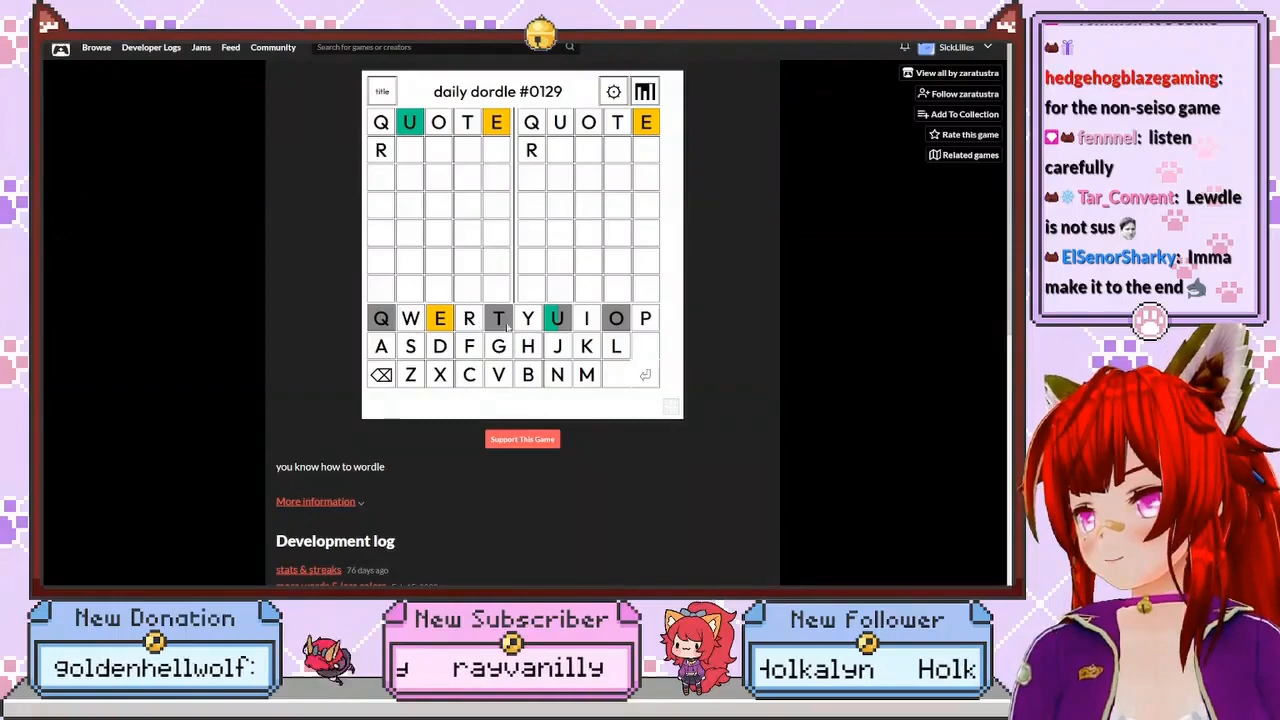 Browse Developer Logs Jams Feed Community
Search for games or creators
SickLilies
View all by zaratustra
Follow zaratustra
Add To Collection
Rate this game
Related games
title
daily dordle #0129
Q U O T E Q U O T E
R R
Q W E R T Y U I O P
A S D F G H J K L
Z X C V B N M
Support This Game
you know how to wordle
More information
Development log
stats & streaks 76 days ago
hedgehogblazegaming:
for the non-seiso game
fennnel: listen
carefully
Tar_Convent: Lewdle
is not sus
ElSenorSharky: Imma
make it to the end
New Donation
goldenhellwolf:
New Subscriber
y rayvanilly
New Follower
Holkalyn Holk